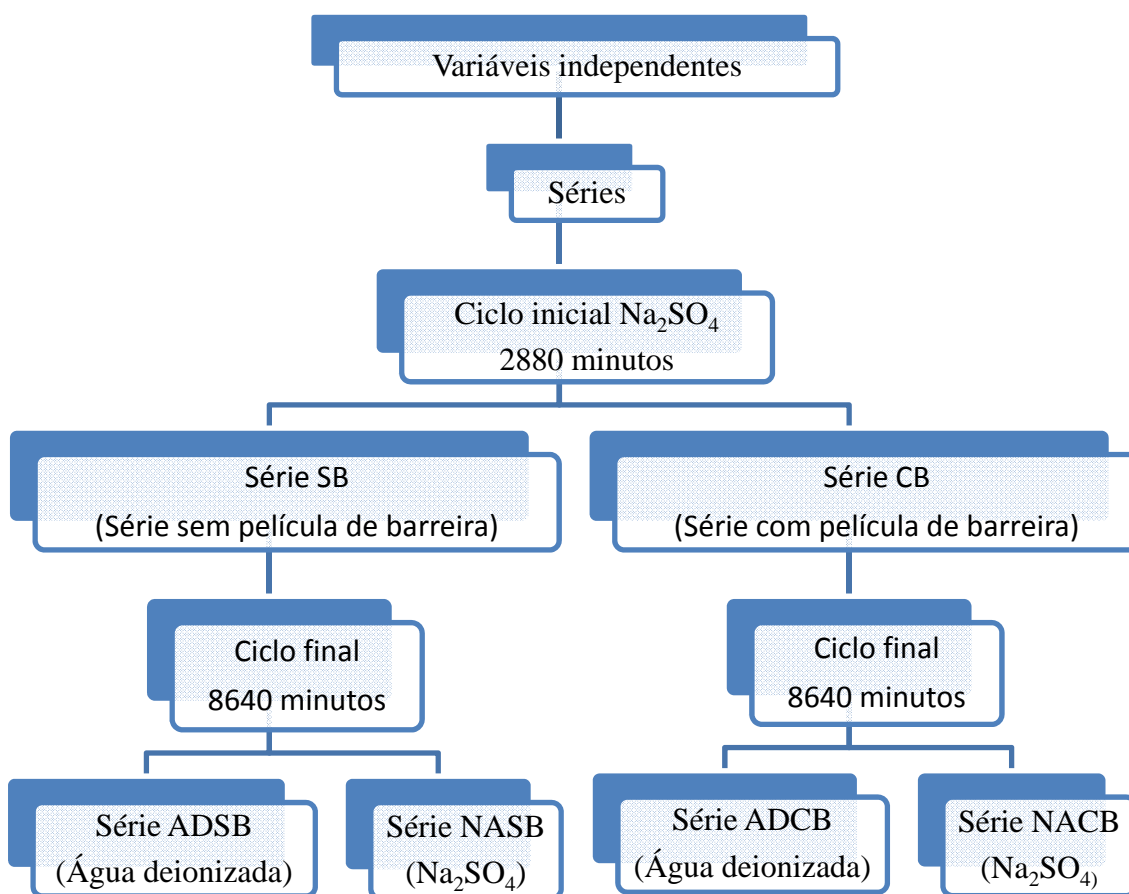 Variáveis independentes
Séries
Ciclo inicial Na₂SO₄
2880 minutos
Série SB
(Série sem película de barreira)
Série CB
(Série com película de barreira)
Ciclo final
8640 minutos
Ciclo final
8640 minutos
Série ADSB
(Água deionizada)
Série NASB
(Na₂SO₄)
Série ADCB
(Água deionizada)
Série NACB
(Na₂SO₄)